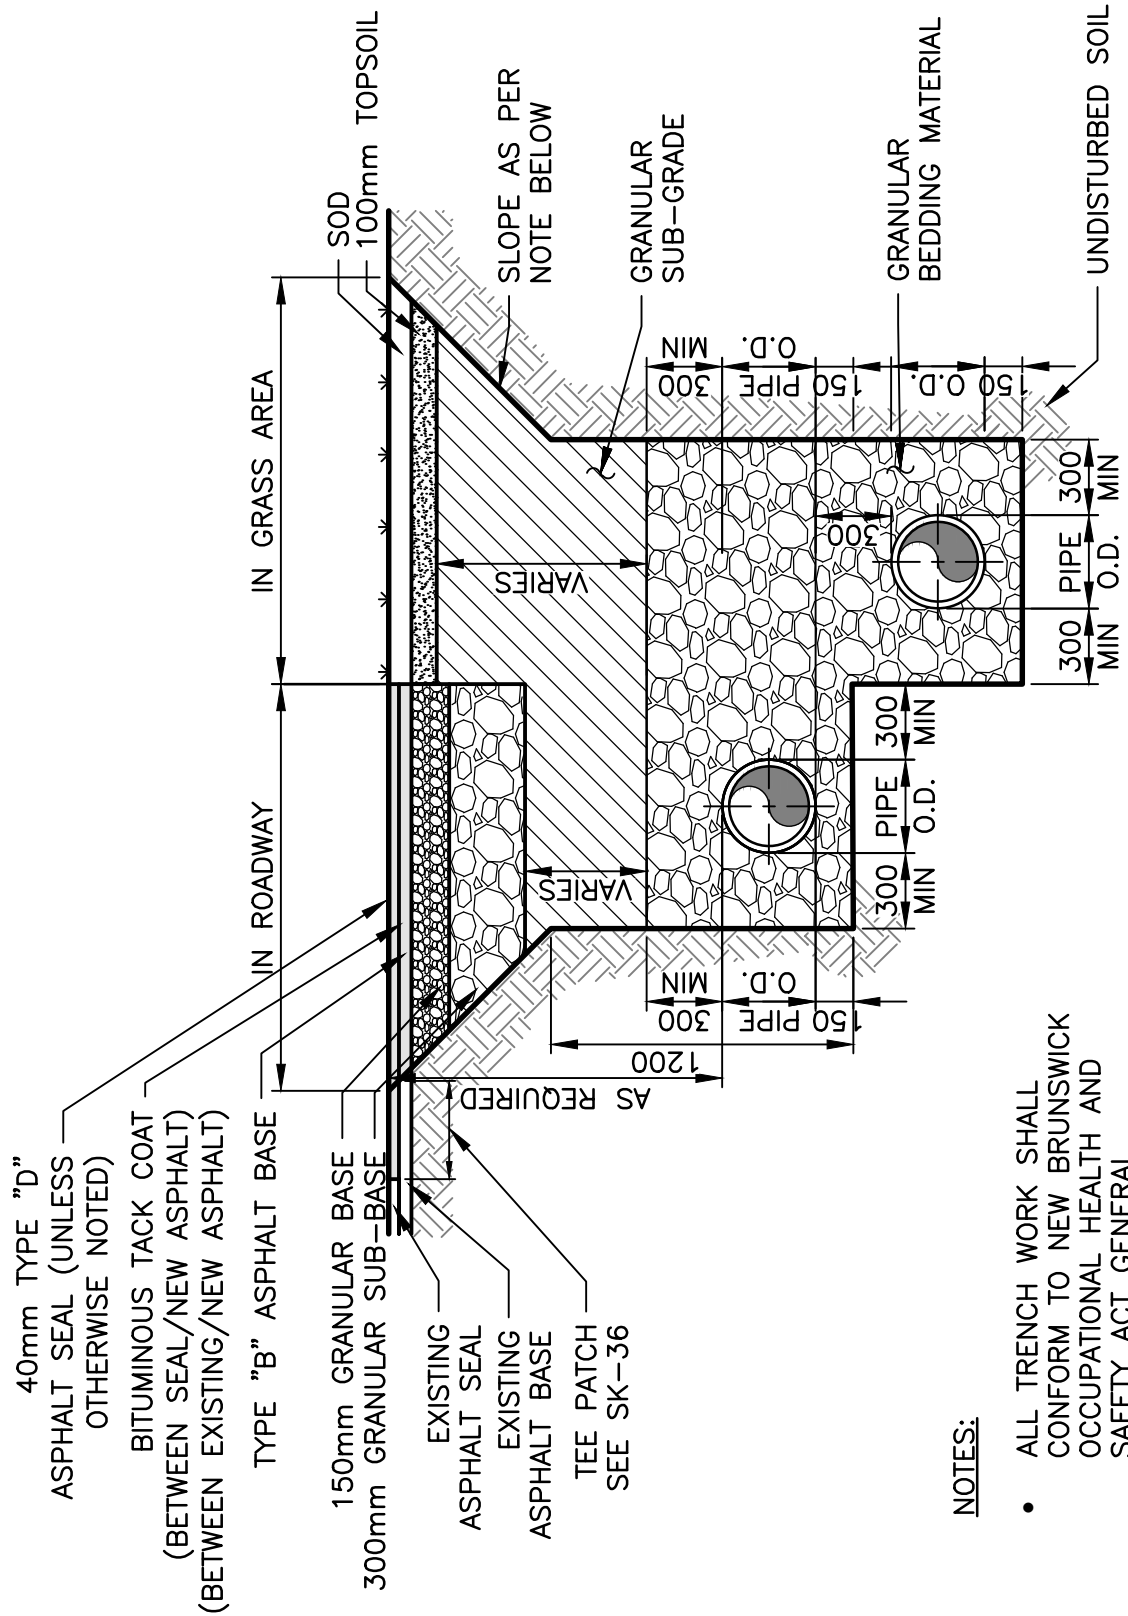 40mm TYPE "D"
ASPHALT SEAL (UNLESS
OTHERWISE NOTED)
BITUMINOUS TACK COAT
(BETWEEN SEAL/NEW ASPHALT)
(BETWEEN EXISTING/NEW ASPHALT)
TYPE "B" ASPHALT BASE
150mm GRANULAR BASE
300mm GRANULAR SUB-BASE
EXISTING
ASPHALT SEAL
EXISTING
ASPHALT BASE
TEE PATCH
SEE SK-36
IN ROADWAY
IN GRASS AREA
SOD
100mm TOPSOIL
SLOPE AS PER
NOTE BELOW
GRANULAR
SUB-GRADE
GRANULAR
BEDDING MATERIAL
UNDISTURBED SOIL
AS REQUIRED
1200
VARIES
VARIES
300
MIN
PIPE
O.D.
150
300
MIN
PIPE
O.D.
150
O.D.
150
300
300
MIN
PIPE
O.D.
300
MIN
300
MIN
PIPE
O.D.
300
MIN
NOTES:
• ALL TRENCH WORK SHALL
CONFORM TO NEW BRUNSWICK
OCCUPATIONAL HEALTH AND
SAFETY ACT GENERAL